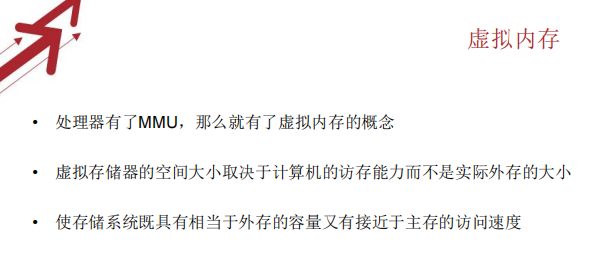 虚拟内存
• 处理器有了MMU，那么就有了虚拟内存的概念
• 虚拟存储器的空间大小取决于计算机的访存能力而不是实际外存的大小
• 使存储系统既具有相当于外存的容量又有接近于主存的访问速度